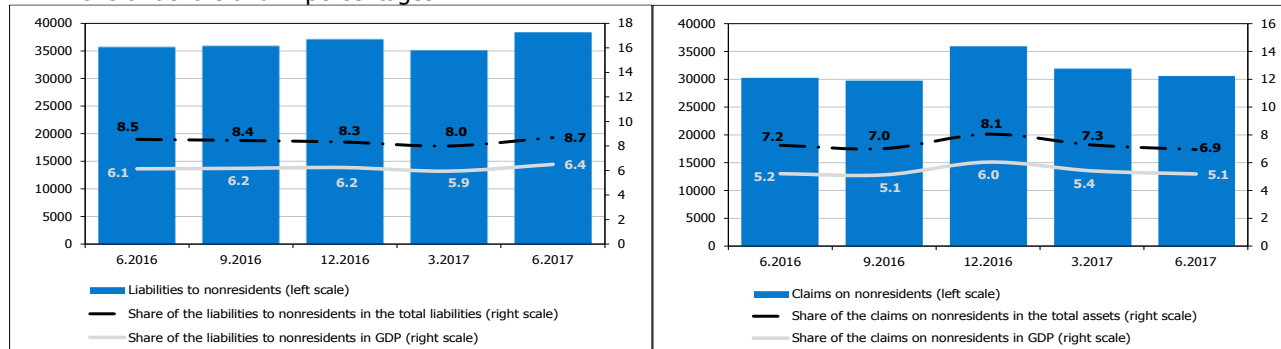 percentages
40000
35000
30000
25000
20000
15000
10000
5000
0
18
16
14
12
10
8
6
4
2
0
8.5 8.4 8.3 8.0 8.7
6.1 6.2 6.2 5.9 6.4
6.2016 9.2016 12.2016 3.2017 6.2017
Liabilities to nonresidents (left scale)
Share of the liabilities to nonresidents in the total liabilities (right scale)
Share of the liabilities to nonresidents in GDP (right scale)
40000
35000
30000
25000
20000
15000
10000
5000
0
16
14
12
10
8
6
4
2
0
7.2 7.0 8.1 7.3 6.9
5.2 5.1 6.0 5.4 5.1
6.2016 9.2016 12.2016 3.2017 6.2017
Claims on nonresidents (left scale)
Share of the claims on nonresidents in the total assets (right scale)
Share of the claims on nonresidents in GDP (right scale)